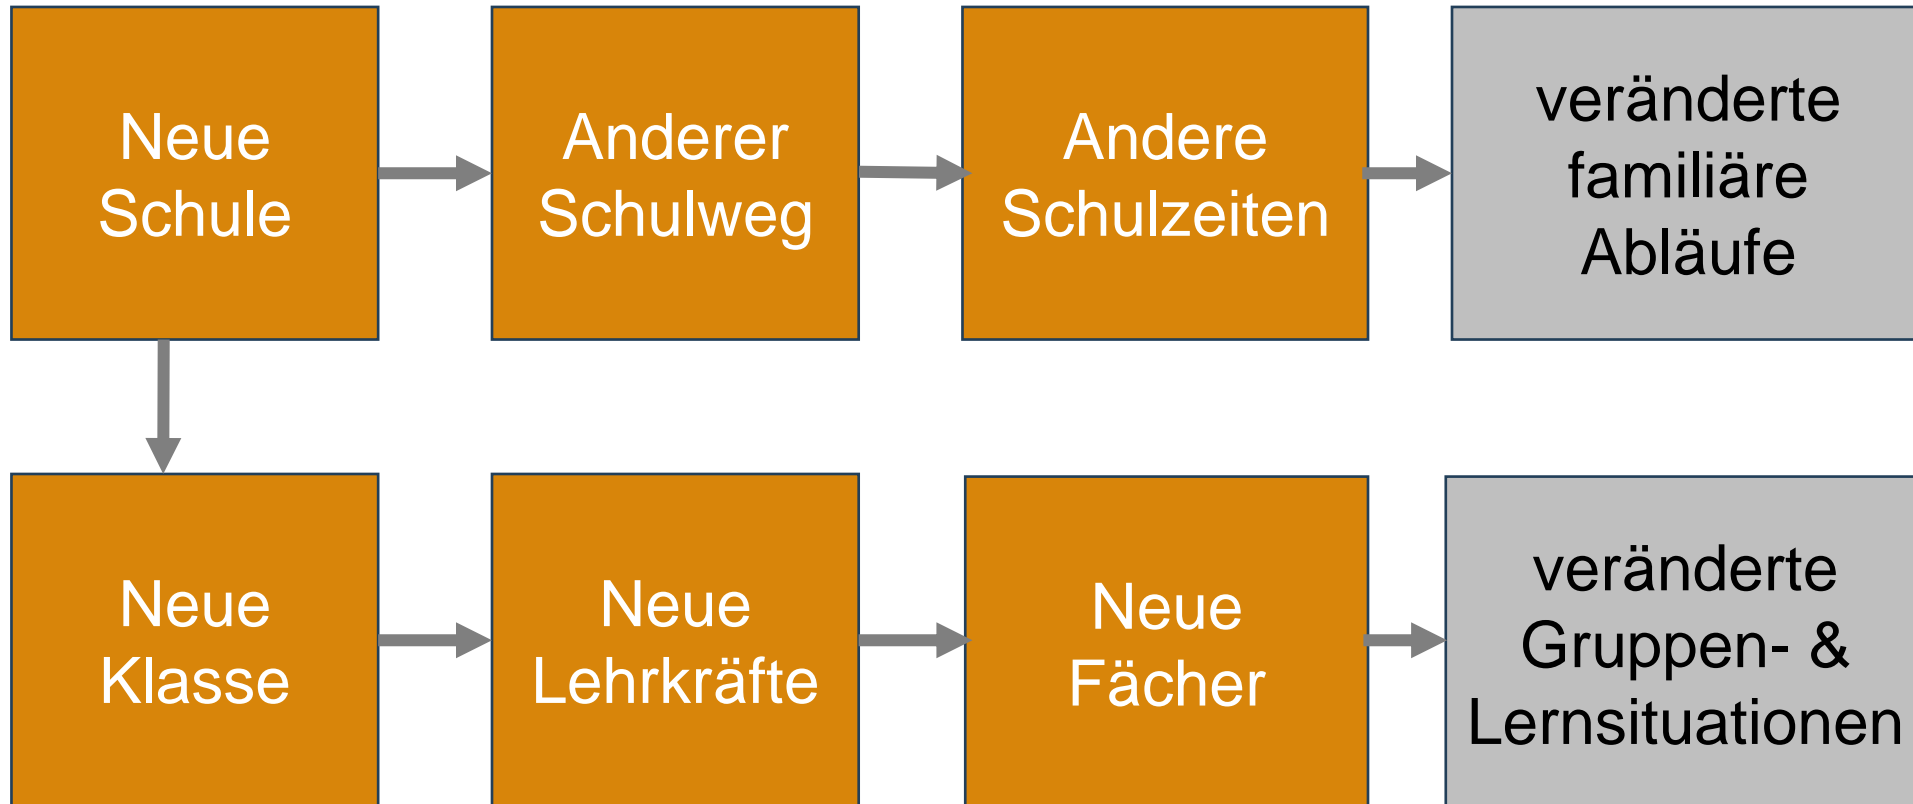 Neue
Schule
Anderer
Schulweg
Andere
Schulzeiten
veränderte
familiäre
Abläufe
Neue
Klasse
Neue
Lehrkräfte
Neue
Fächer
veränderte
Gruppen- &
Lernsituationen